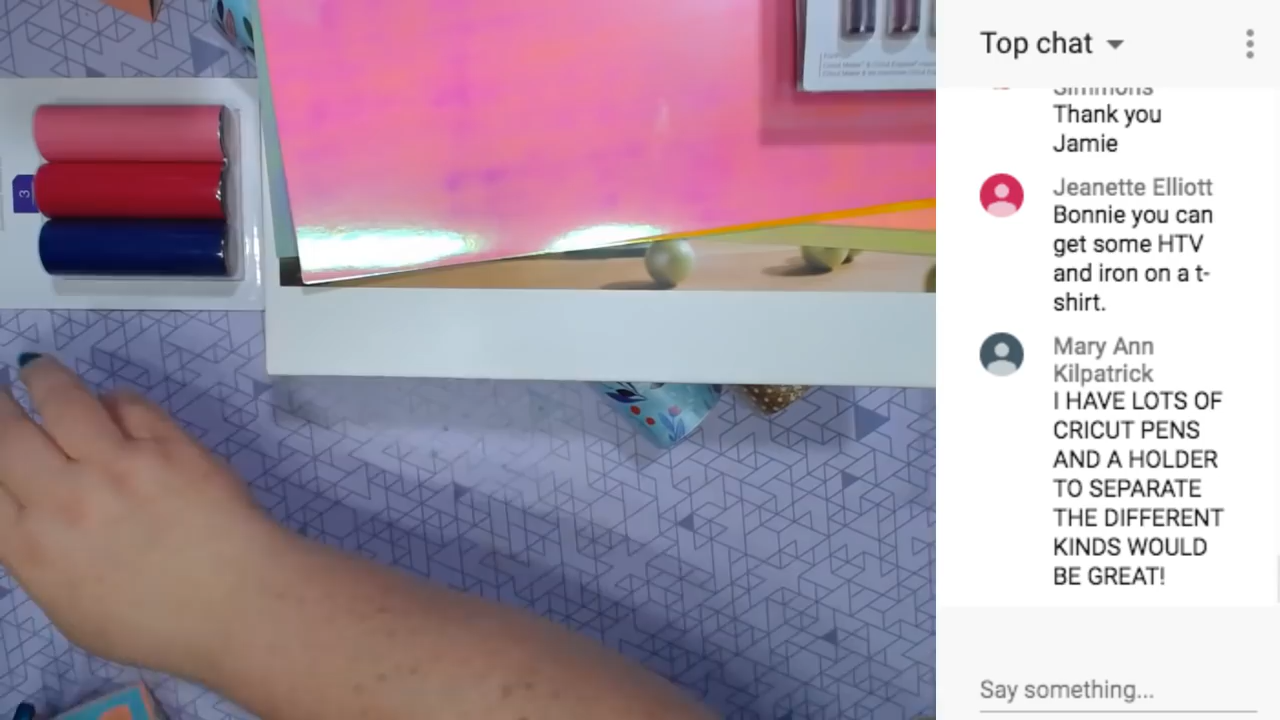 Top chat
Simmons
Thank you
Jamie
Jeanette Elliott
Bonnie you can
get some HTV
and iron on a t-
shirt.
Mary Ann
Kilpatrick
I HAVE LOTS OF
CRICUT PENS
AND A HOLDER
TO SEPARATE
THE DIFFERENT
KINDS WOULD
BE GREAT!
Say something...
3